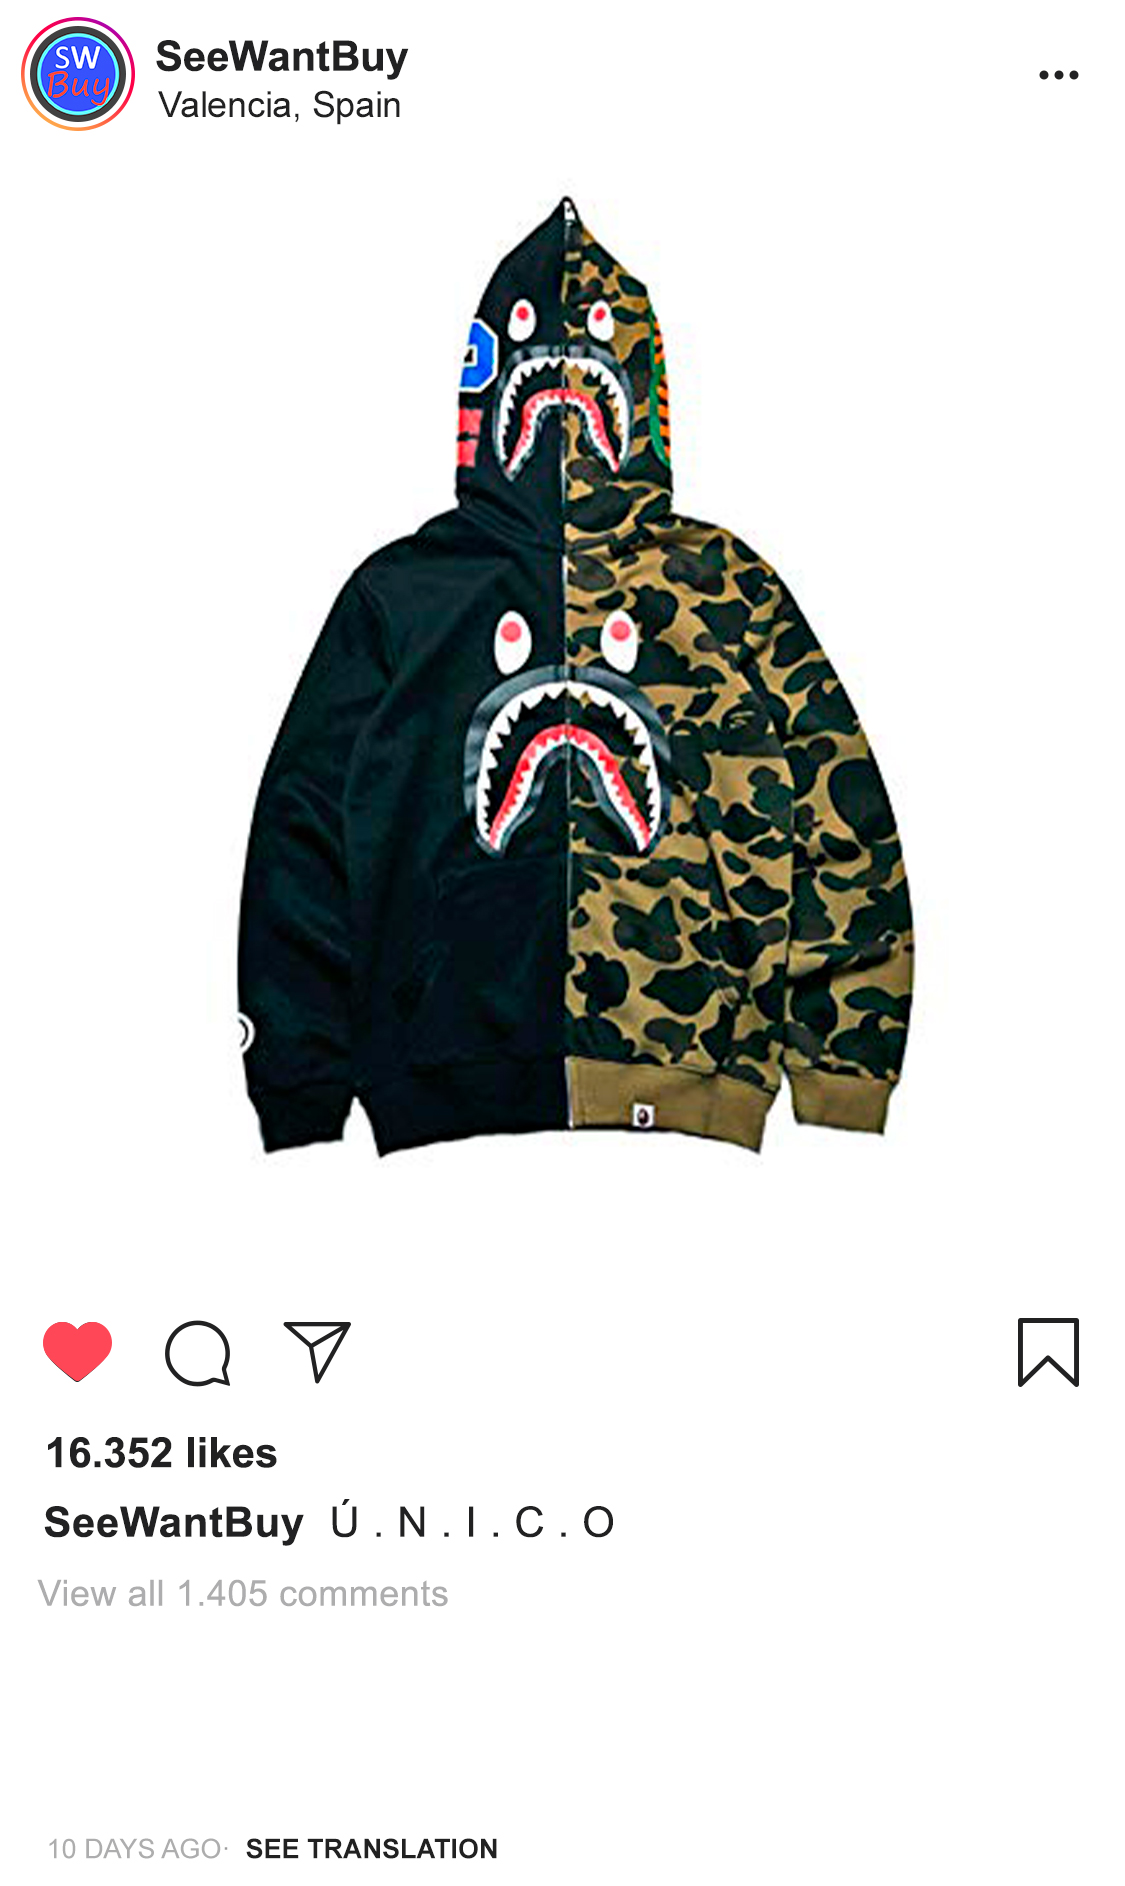 SW
Buy
SeeWantBuy
Valencia, Spain
16.352 likes
SeeWantBuy Ú . N . I . C . O
View all 1.405 comments
10 DAYS AGO· SEE TRANSLATION